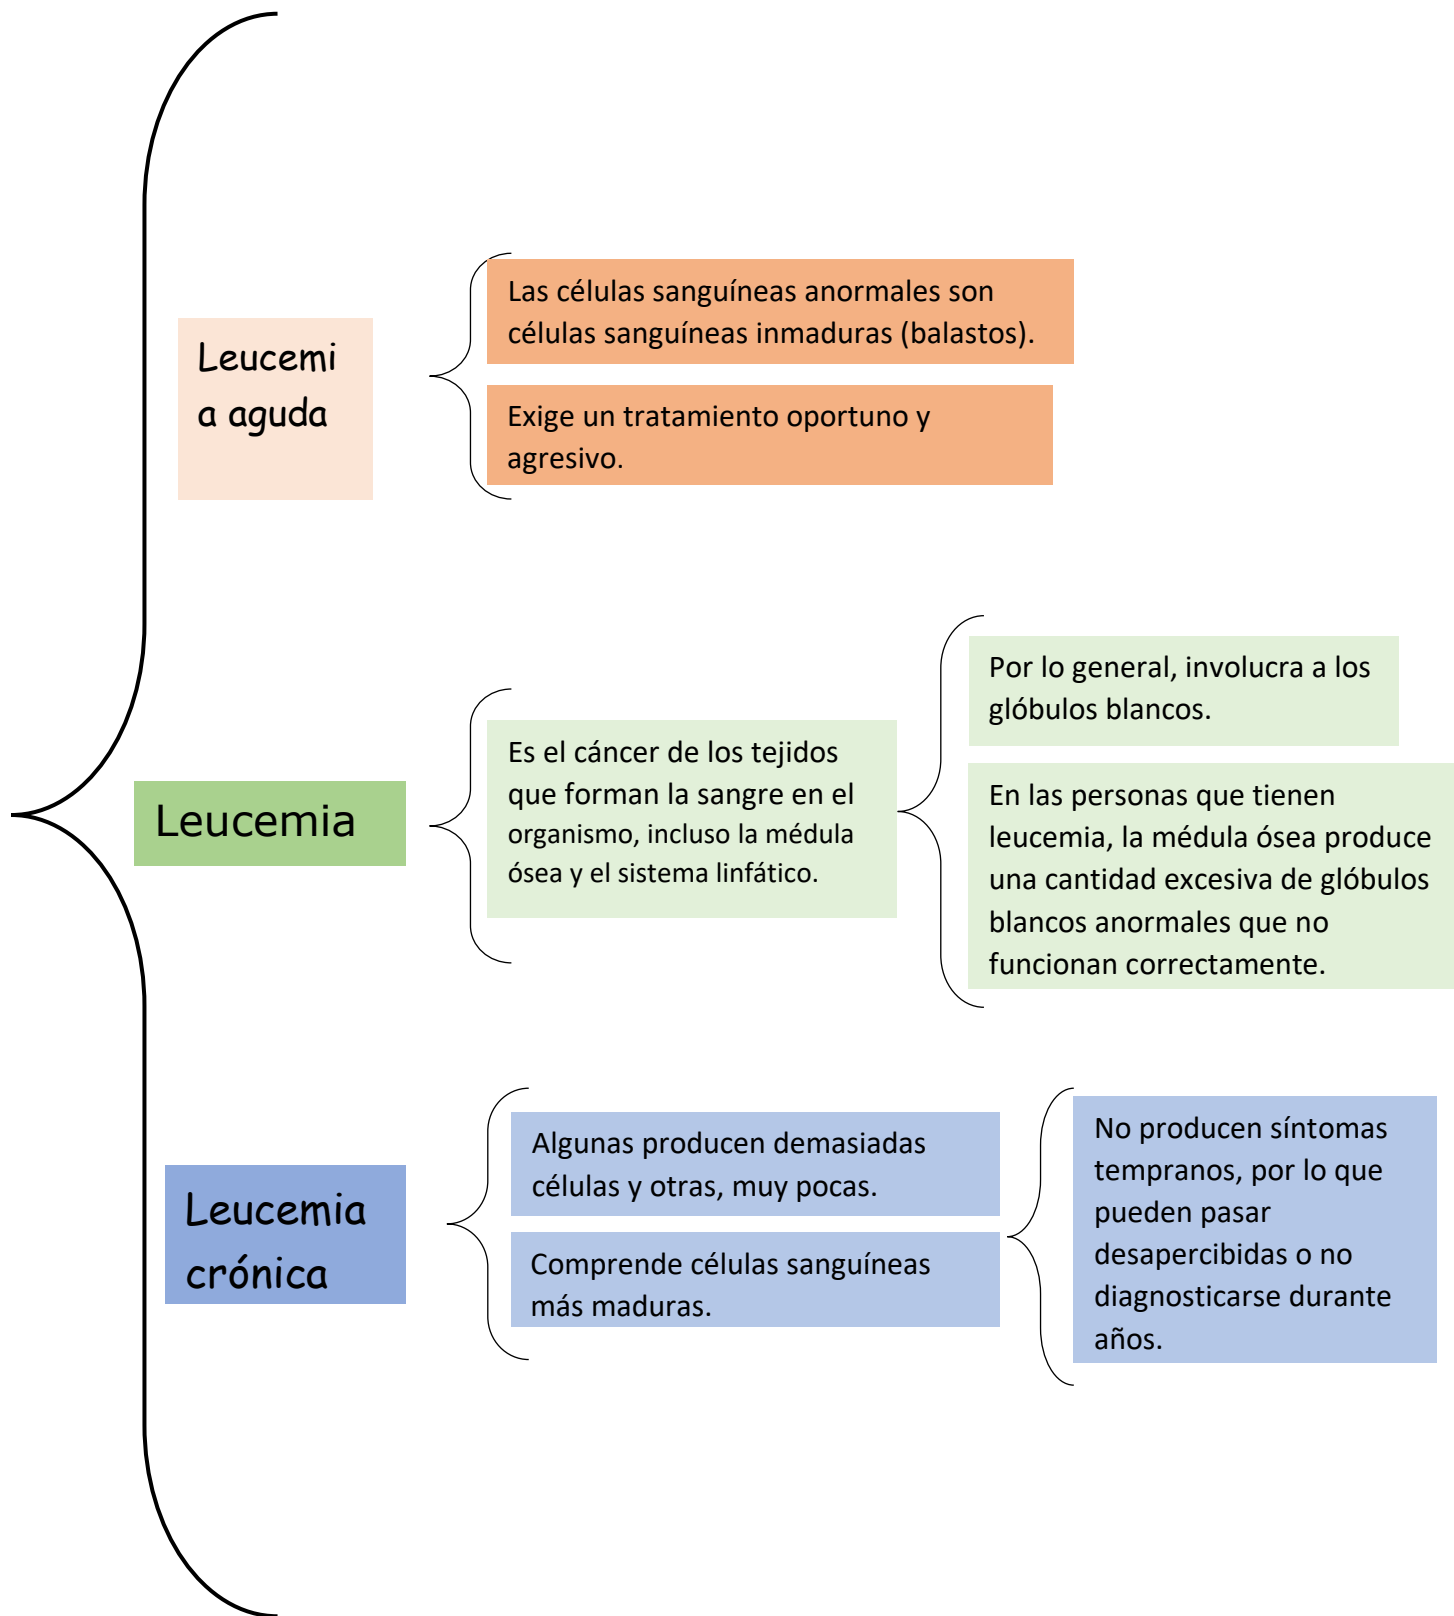 Leucemi
a aguda
Las células sanguíneas anormales son
células sanguíneas inmaduras (balastos).
Exige un tratamiento oportuno y
agresivo.
Leucemia
Es el cáncer de los tejidos
que forman la sangre en el
organismo, incluso la médula
ósea y el sistema linfático.
Por lo general, involucra a los
glóbulos blancos.
En las personas que tienen
leucemia, la médula ósea produce
una cantidad excesiva de glóbulos
blancos anormales que no
funcionan correctamente.
Leucemia
crónica
Algunas producen demasiadas
células y otras, muy pocas.
Comprende células sanguíneas
más maduras.
No producen síntomas
tempranos, por lo que
pueden pasar
desapercibidas o no
diagnosticarse durante
años.